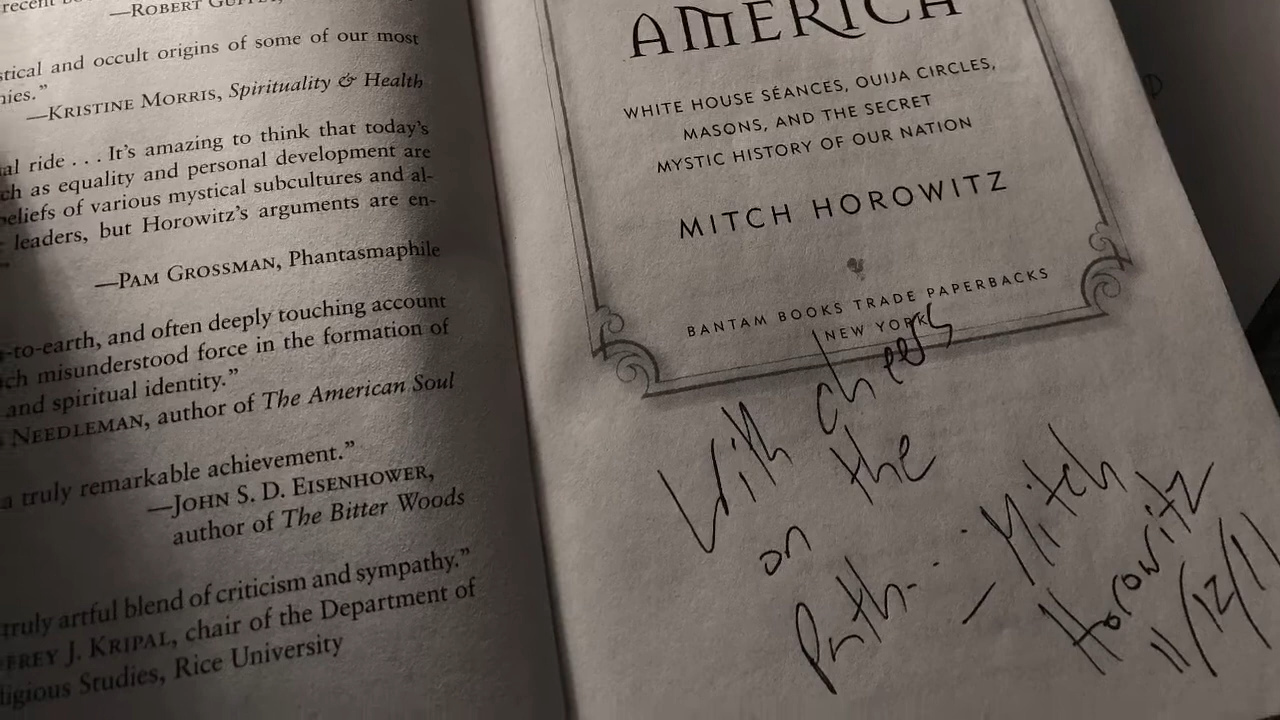 recent
—ROBERT
stical and occult origins of some of our most
nies.”
—KRISTINE MORRIS, Spirituality & Health
al ride . . . It’s amazing to think that today’s
ch as equality and personal development are
beliefs of various mystical subcultures and al-
leaders, but Horowitz’s arguments are en-
—PAM GROSSMAN, Phantasmaphile
-to-earth, and often deeply touching account
ch misunderstood force in the formation of
and spiritual identity.”
NEEDLEMAN, author of The American Soul
a truly remarkable achievement.”
—JOHN S. D. EISENHOWER,
author of The Bitter Woods
truly artful blend of criticism and sympathy.”
FREY J. KRIPAL, chair of the Department of
ligious Studies, Rice University
AMERICA
WHITE HOUSE SÉANCES, OUIJA CIRCLES,
MASONS, AND THE SECRET
MYSTIC HISTORY OF OUR NATION
MITCH HOROWITZ
BANTAM BOOKS TRADE PAPERBACKS
NEW YORK
With cheers
on the
Path—
— Mitch
Horowitz
11/12/11